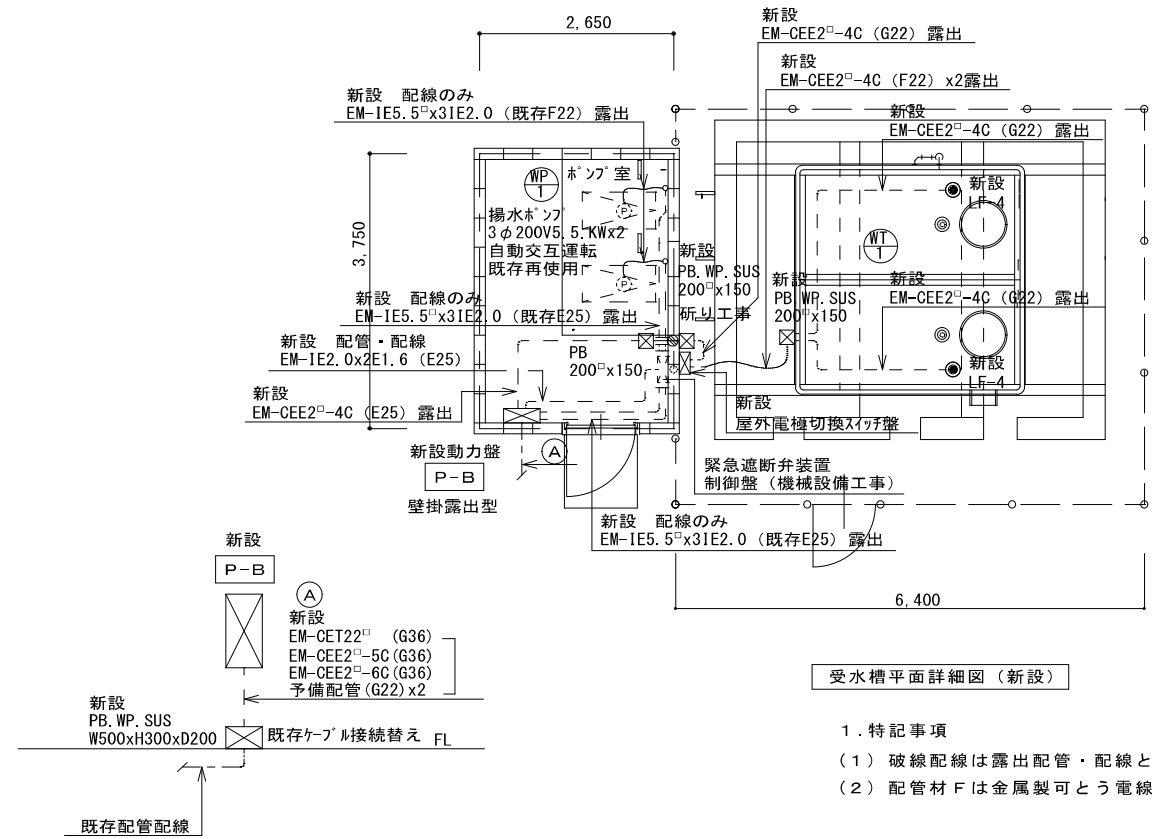 2,650
新設
EM-CEE2□-4C (G22) 露出
新設
EM-CEE2□-4C (F22) x2露出
新設 配線のみ
EM-IE5.5□x3IE2.0 (既存F22) 露出
新設
EM-CEE2□-4C (G22) 露出
WP
1
ポンプ室
P
新設
LF-4
揚水ポンプ
3φ200V5.5.KWx2
自動交互運転
既存再使用
3,750
WT
1
新設
PB.WP.SUS
200□x150
研り工事
新設
PB.WP.SUS
200□x150
新設
EM-CEE2□-4C (G22) 露出
P
新設 配線のみ
EM-IE5.5□x3IE2.0 (既存E25) 露出
新設 配管・配線
EM-IE2.0x2E1.6 (E25)
PB
200□x150
新設
LF-4
新設
EM-CEE2□-4C (E25) 露出
新設
屋外電極切換スイッチ盤
新設動力盤
P-B
壁掛露出型
A
緊急遮断弁装置
制御盤 (機械設備工事)
新設 配線のみ
EM-IE5.5□x3IE2.0 (既存E25) 露出
6,400
新設
P-B
A
新設
EM-CET22□ (G36)
EM-CEE2□-5C(G36)
EM-CEE2□-6C(G36)
予備配管(G22)x2
新設
PB.WP.SUS
W500xH300xD200
既存ケーブル接続替え
FL
既存配管配線
受水槽平面詳細図 (新設)
1.特記事項
(1) 破線配線は露出配管・配線と
(2) 配管材Fは金属製可とう電線